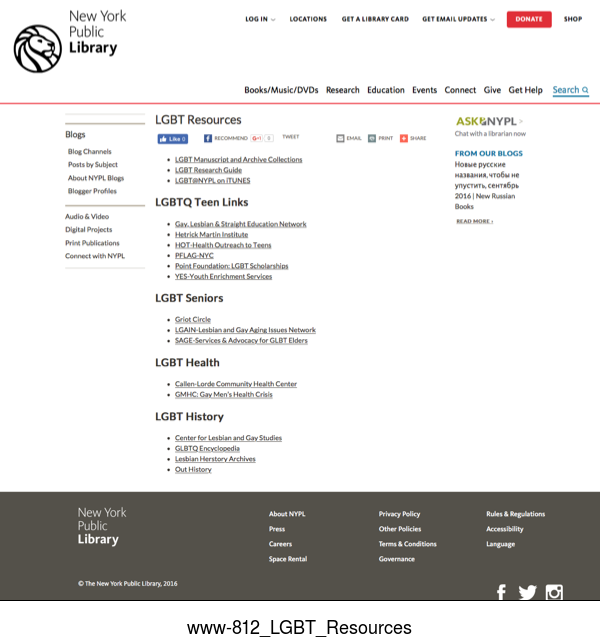 New York
Public
Library
LOG IN
LOCATIONS
GET A LIBRARY CARD
GET EMAIL UPDATES
DONATE
SHOP
Books/Music/DVDs Research Education Events Connect Give Get Help Search
Blogs
Blog Channels
Posts by Subject
About NYPL Blogs
Blogger Profiles
Audio & Video
Digital Projects
Print Publications
Connect with NYPL
LGBT Resources
Like 0
RECOMMEND
G+1 0
TWEET
EMAIL
PRINT
SHARE
LGBT Manuscript and Archive Collections
LGBT Research Guide
LGBT@NYPL on ITUNES
LGBTQ Teen Links
Gay, Lesbian & Straight Education Network
Hetrick Martin Institute
HOT-Health Outreach to Teens
PFLAG-NYC
Point Foundation: LGBT Scholarships
YES-Youth Enrichment Services
LGBT Seniors
Griot Circle
LGAIN-Lesbian and Gay Aging Issues Network
SAGE-Services & Advocacy for GLBT Elders
LGBT Health
Callen-Lorde Community Health Center
GMHC: Gay Men's Health Crisis
LGBT History
Center for Lesbian and Gay Studies
GLBTQ Encyclopedia
Lesbian Herstory Archives
Out History
ASK NYPL >
Chat with a librarian now
FROM OUR BLOGS
Новые русские
названия, чтобы не
упустить, сентябрь
2016 | New Russian
Books
READ MORE ›
New York
Public
Library
About NYPL
Press
Careers
Space Rental
Privacy Policy
Other Policies
Terms & Conditions
Governance
Rules & Regulations
Accessibility
Language
© The New York Public Library, 2016
www-812_LGBT_Resources